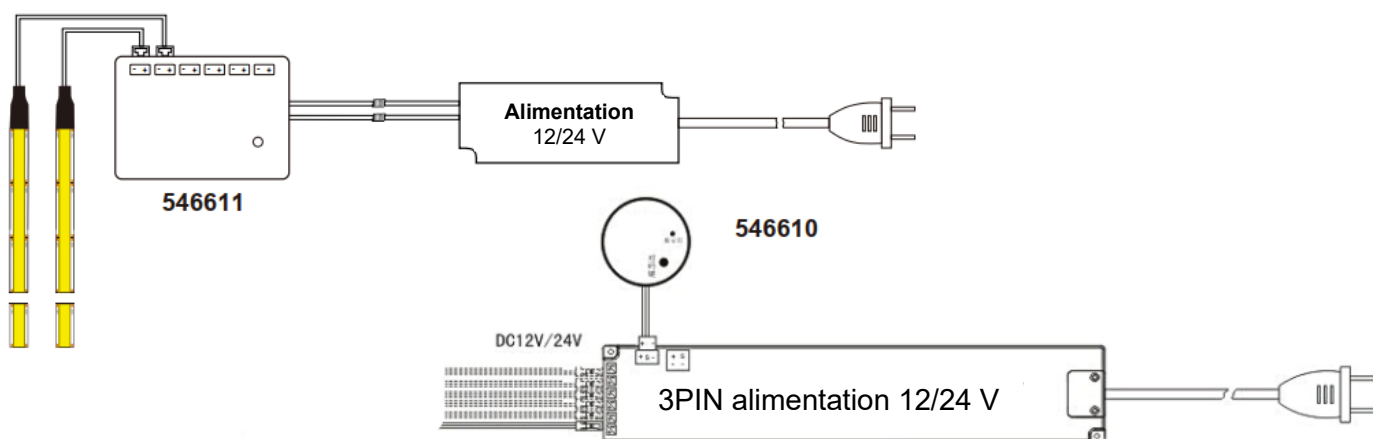 - + - + - + - + - + - +
Alimentation
12/24 V
546611
546610
DC12V/24V
+ S -
+ S
3PIN alimentation 12/24 V